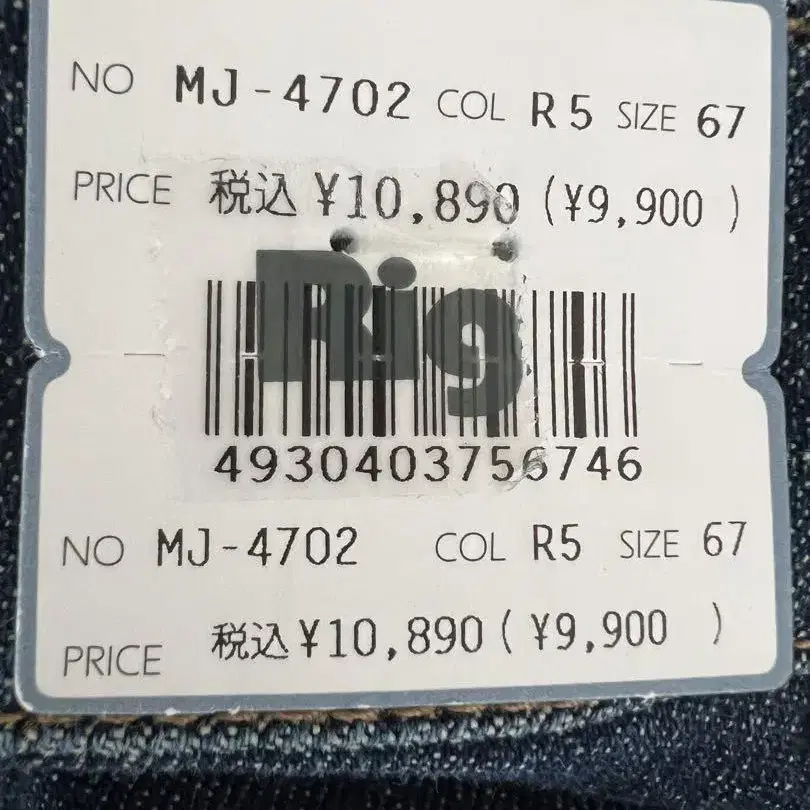 NO MJ-4702 COL R5 SIZE 67
PRICE 税込 ¥10,890 (¥9,900 )
Rig
4930403756746
NO MJ-4702 COL R5 SIZE 67
PRICE 税込 ¥10,890 ( ¥9,900 )